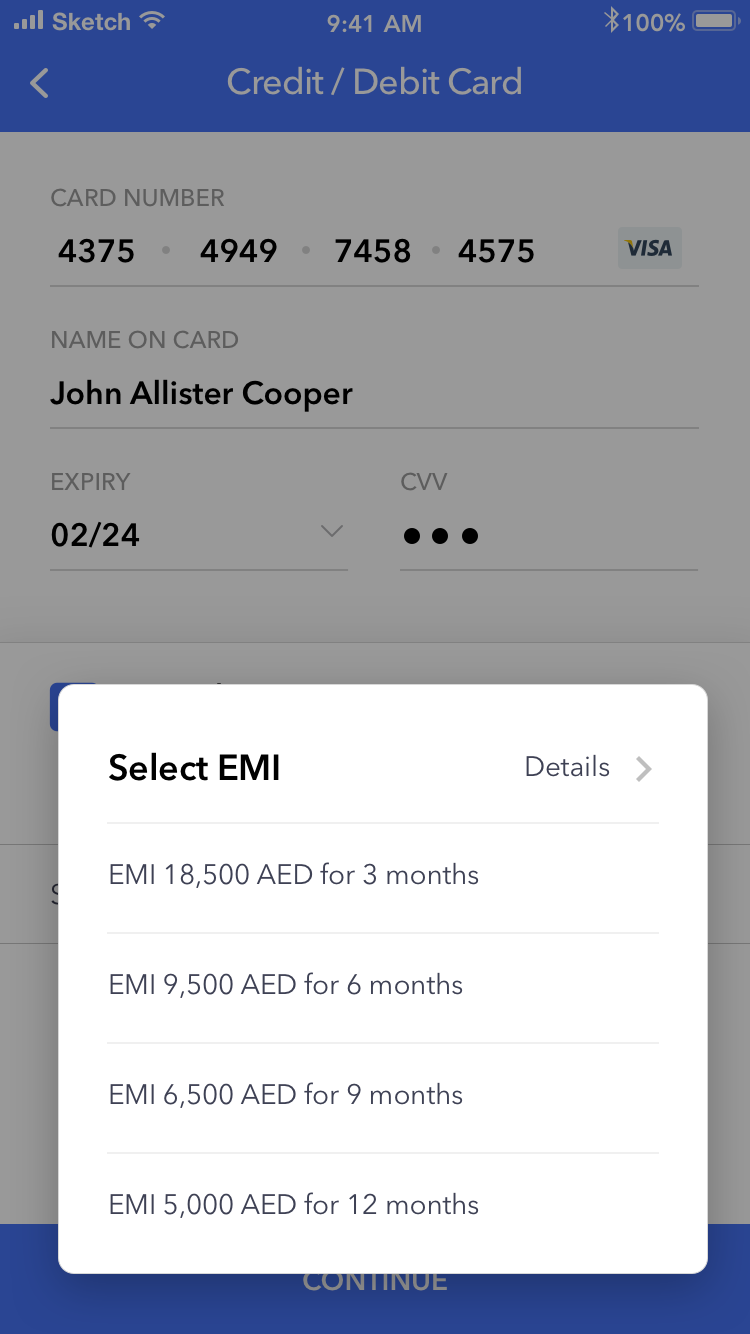 Sketch 9:41 AM 100%
Credit / Debit Card
CARD NUMBER
4375 • 4949 • 7458 • 4575 VISA
NAME ON CARD
John Allister Cooper
EXPIRY CVV
02/24 •••
Select EMI Details
EMI 18,500 AED for 3 months
EMI 9,500 AED for 6 months
EMI 6,500 AED for 9 months
EMI 5,000 AED for 12 months
CONTINUE